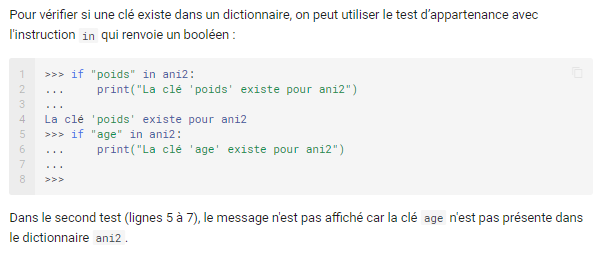 Pour vérifier si une clé existe dans un dictionnaire, on peut utiliser le test d’appartenance avec
l'instruction in qui renvoie un booléen :
1 >>> if "poids" in ani2:
2 ...     print("La clé 'poids' existe pour ani2")
3 ...
4 La clé 'poids' existe pour ani2
5 >>> if "age" in ani2:
6 ...     print("La clé 'age' existe pour ani2")
7 ...
8 >>>
Dans le second test (lignes 5 à 7), le message n'est pas affiché car la clé age n'est pas présente dans
le dictionnaire ani2 .